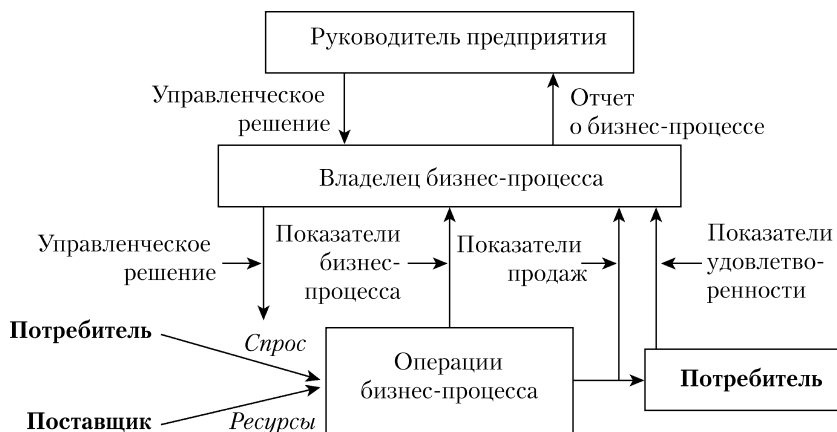 Руководитель предприятия
Управленческое
решение
Отчет
о бизнес-процессе
Владелец бизнес-процесса
Управленческое
решение
Показатели
бизнес-
процесса
Показатели
продаж
Показатели
удовлетво-
ренности
Потребитель
Спрос
Операции
бизнес-процесса
Потребитель
Поставщик
Ресурсы